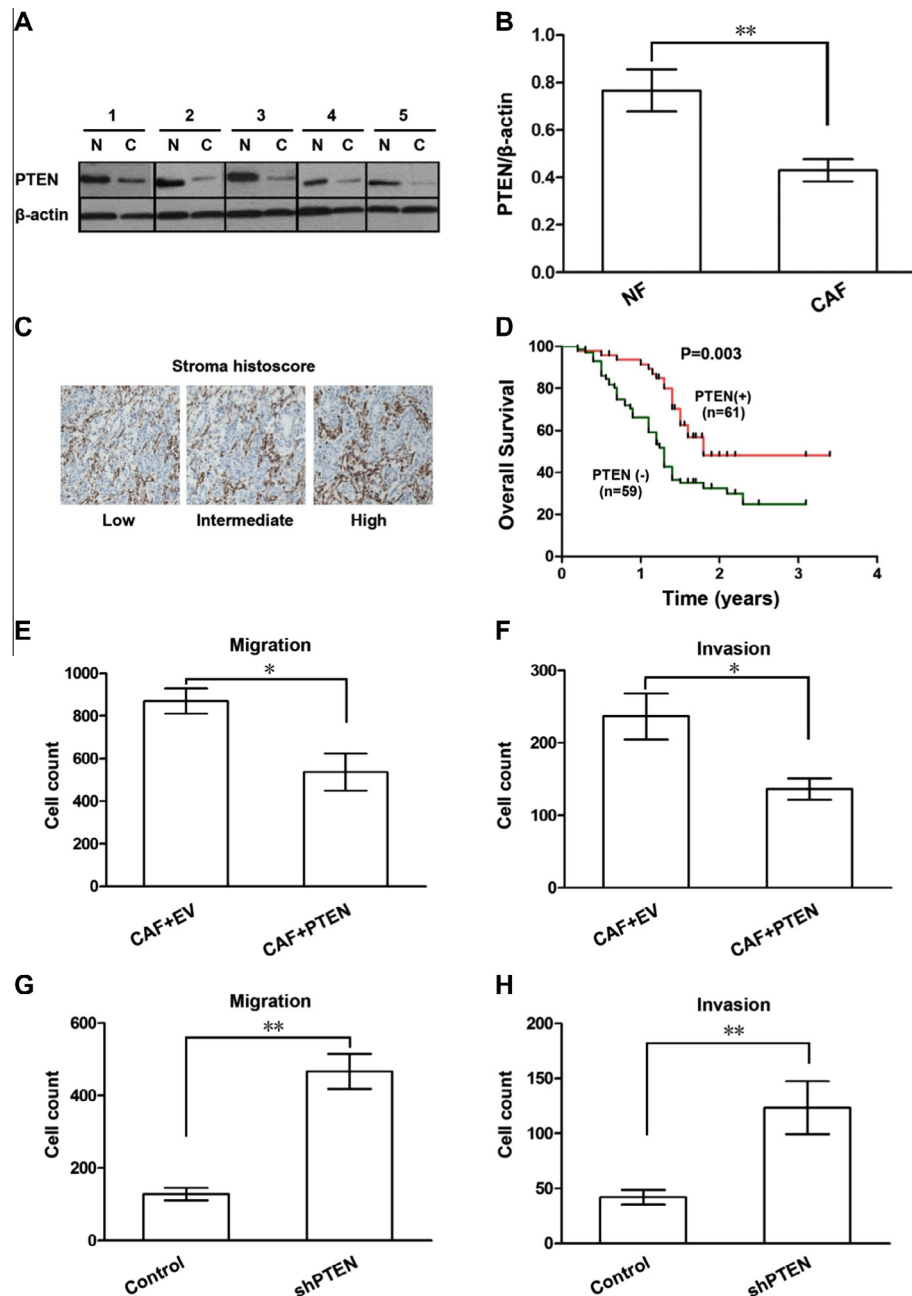 A
1 2 3 4 5
N C N C N C N C N C
PTEN
β-actin
B
**
PTEN/β-actin
0.0
0.2
0.4
0.6
0.8
1.0
NF
CAF
C
Stroma histoscore
Low
Intermediate
High
D
P=0.003
PTEN(+)
(n=61)
PTEN (-)
(n=59)
Overall Survival
100
80
60
40
20
0
0 1 2 3 4
Time (years)
E
Migration
*
Cell count
1000
800
600
400
200
0
CAF+EV
CAF+PTEN
F
Invasion
*
Cell count
300
200
100
0
CAF+EV
CAF+PTEN
G
Migration
**
Cell count
600
400
200
0
Control
shPTEN
H
Invasion
**
Cell count
200
150
100
50
0
Control
shPTEN